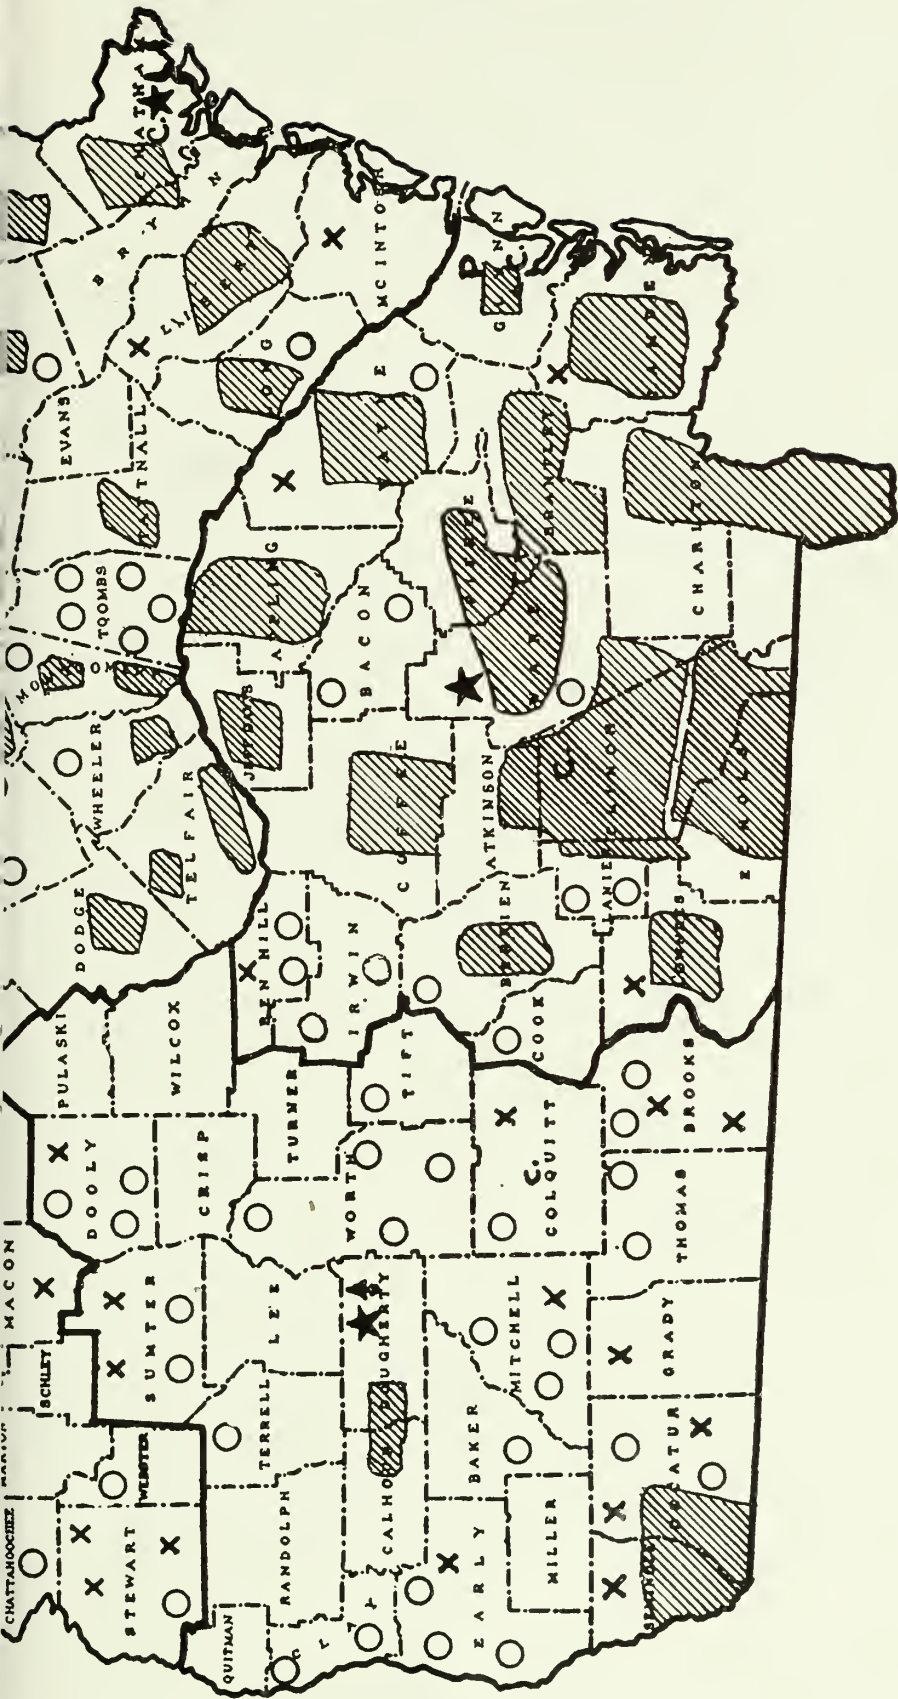 CHATTAHOOCHEE
SCHLEY
MACON
STEWART
WEBSTER
SUMTER
DOOLY
PULASKI
DODGE
WHEELER
TELFAIR
TOOMBS
EVANS
TATTNALL
BRYAN
LIBERTY
LONG
MCINTOSH
QUITMAN
RANDOLPH
TERRELL
LEE
CRISP
WILCOX
TURNER
BEN HILL
IRWIN
JEFF DAVIS
APPLING
BACON
WAYNE
GLYNN
P
C
CALHOUN
DOUGHERTY
WORTH
TIFT
COFFEE
ATKINSON
WARE
PIERCE
BRANTLEY
CAMDEN
EARLY
BAKER
MILLER
MITCHELL
C.
COLQUITT
COOK
BERRIEN
LANIER
CLINCH
C.
CHARLTON
SEMINOLE
DECATUR
GRADY
THOMAS
BROOKS
LOWNDES
ECHOLS
CHATHAM
C.